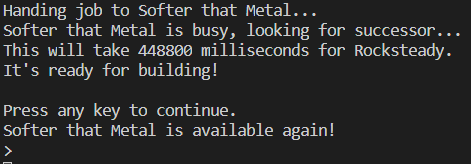 Handing job to Softer that Metal...
Softer that Metal is busy, looking for successor...
This will take 448800 milliseconds for Rocksteady.
It's ready for building!

Press any key to continue.
Softer that Metal is available again!
>